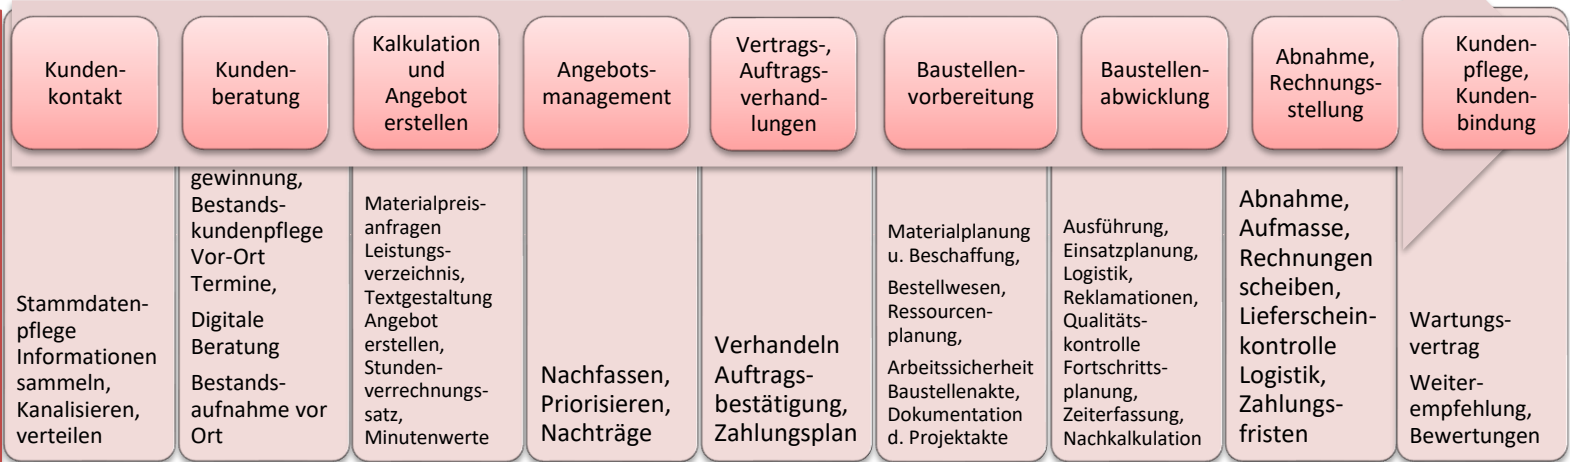 Kunden-
kontakt
Kunden-
beratung
Kalkulation
und
Angebot
erstellen
Angebots-
management
Vertrags-,
Auftrags-
verhand-
lungen
Baustellen-
vorbereitung
Baustellen-
abwicklung
Abnahme,
Rechnungs-
stellung
Kunden-
pflege,
Kunden-
bindung
Stammdaten-
pflege
Informationen
sammeln,
Kanalisieren,
verteilen
gewinnung,
Bestands-
kundenpflege
Vor-Ort
Termine,
Digitale
Beratung
Bestands-
aufnahme vor
Ort
Materialpreis-
anfragen
Leistungs-
verzeichnis,
Textgestaltung
Angebot
erstellen,
Stunden-
verrechnungs-
satz,
Minutenwerte
Nachfassen,
Priorisieren,
Nachträge
Verhandeln
Auftrags-
bestätigung,
Zahlungsplan
Materialplanung
u. Beschaffung,
Bestellwesen,
Ressourcen-
planung,
Arbeitssicherheit
Baustellenakte,
Dokumentation
d. Projektakte
Ausführung,
Einsatzplanung,
Logistik,
Reklamationen,
Qualitäts-
kontrolle
Fortschritts-
planung,
Zeiterfassung,
Nachkalkulation
Abnahme,
Aufmasse,
Rechnungen
scheiben,
Lieferschein-
kontrolle
Logistik,
Zahlungs-
fristen
Wartungs-
vertrag
Weiter-
empfehlung,
Bewertungen